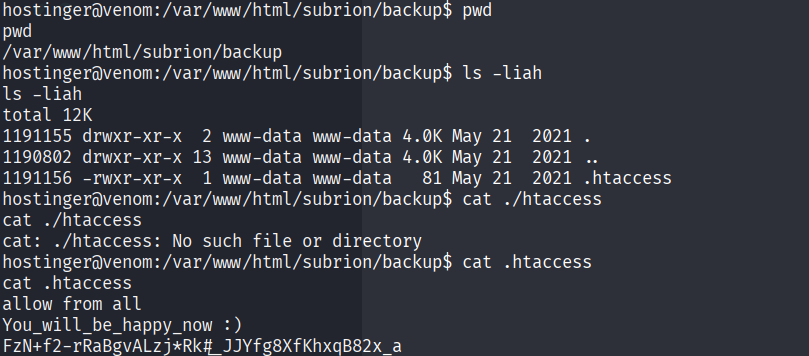 hostinger@venom:/var/www/html/subrion/backup$ pwd
pwd
/var/www/html/subrion/backup
hostinger@venom:/var/www/html/subrion/backup$ ls -liah
ls -liah
total 12K
1191155 drwxr-xr-x  2 www-data www-data 4.0K May 21  2021 .
1190802 drwxr-xr-x 13 www-data www-data 4.0K May 21  2021 ..
1191156 -rwxr-xr-x  1 www-data www-data   81 May 21  2021 .htaccess
hostinger@venom:/var/www/html/subrion/backup$ cat ./htaccess
cat ./htaccess
cat: ./htaccess: No such file or directory
hostinger@venom:/var/www/html/subrion/backup$ cat .htaccess
cat .htaccess
allow from all
You_will_be_happy_now :)
FzN+f2-rRaBgvALzj*Rk#_JJYfg8XfKhxqB82x_a